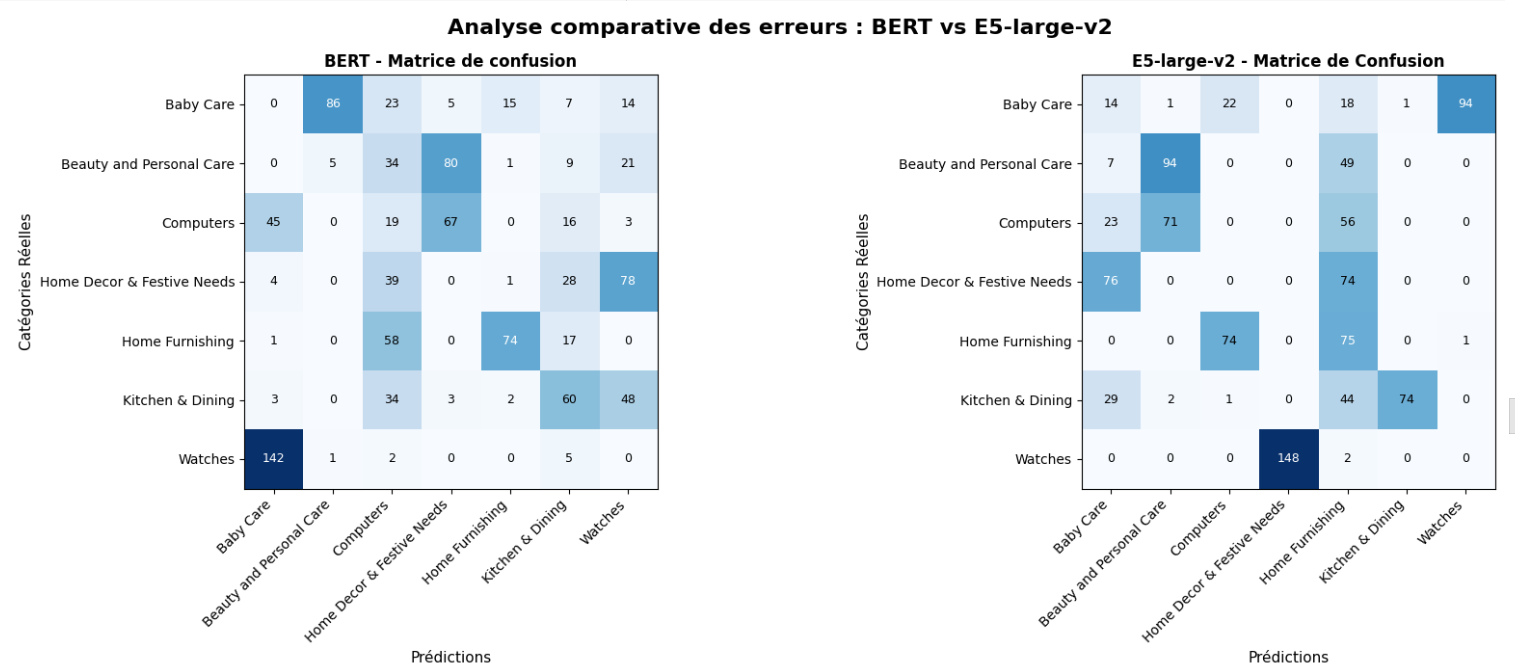 Analyse comparative des erreurs : BERT vs E5-large-v2
BERT - Matrice de confusion
Catégories Réelles
Baby Care 0 86 23 5 15 7 14
Beauty and Personal Care 0 5 34 80 1 9 21
Computers 45 0 19 67 0 16 3
Home Decor & Festive Needs 4 0 39 0 1 28 78
Home Furnishing 1 0 58 0 74 17 0
Kitchen & Dining 3 0 34 3 2 60 48
Watches 142 1 2 0 0 5 0
Baby Care
Beauty and Personal Care
Computers
Home Decor & Festive Needs
Home Furnishing
Kitchen & Dining
Watches
Prédictions
E5-large-v2 - Matrice de Confusion
Catégories Réelles
Baby Care 14 1 22 0 18 1 94
Beauty and Personal Care 7 94 0 0 49 0 0
Computers 23 71 0 0 56 0 0
Home Decor & Festive Needs 76 0 0 0 74 0 0
Home Furnishing 0 0 74 0 75 0 1
Kitchen & Dining 29 2 1 0 44 74 0
Watches 0 0 0 148 2 0 0
Baby Care
Beauty and Personal Care
Computers
Home Decor & Festive Needs
Home Furnishing
Kitchen & Dining
Watches
Prédictions